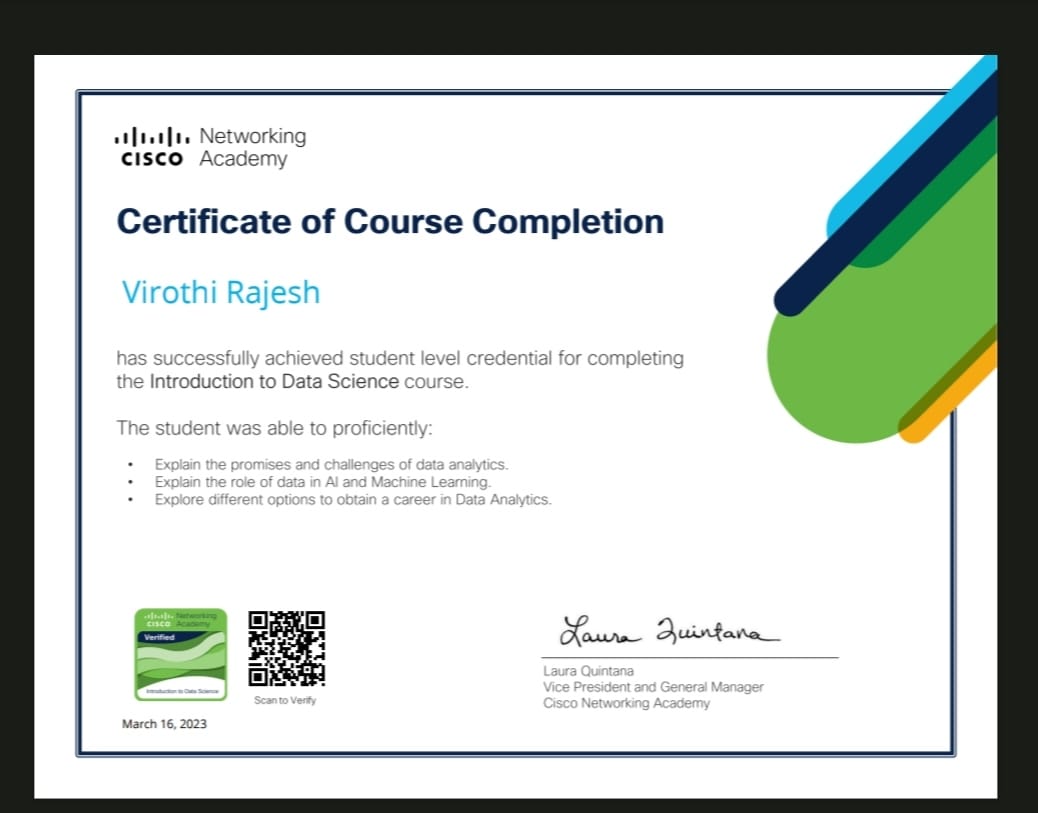 Networking
CISCO Academy
Certificate of Course Completion
Virothi Rajesh
has successfully achieved student level credential for completing
the Introduction to Data Science course.
The student was able to proficiently:
• Explain the promises and challenges of data analytics.
• Explain the role of data in AI and Machine Learning.
• Explore different options to obtain a career in Data Analytics.
Networking
CISCO Academy
Verified
Introduction to Data Science
Scan to Verify
March 16, 2023
Laura Quintana
Laura Quintana
Vice President and General Manager
Cisco Networking Academy